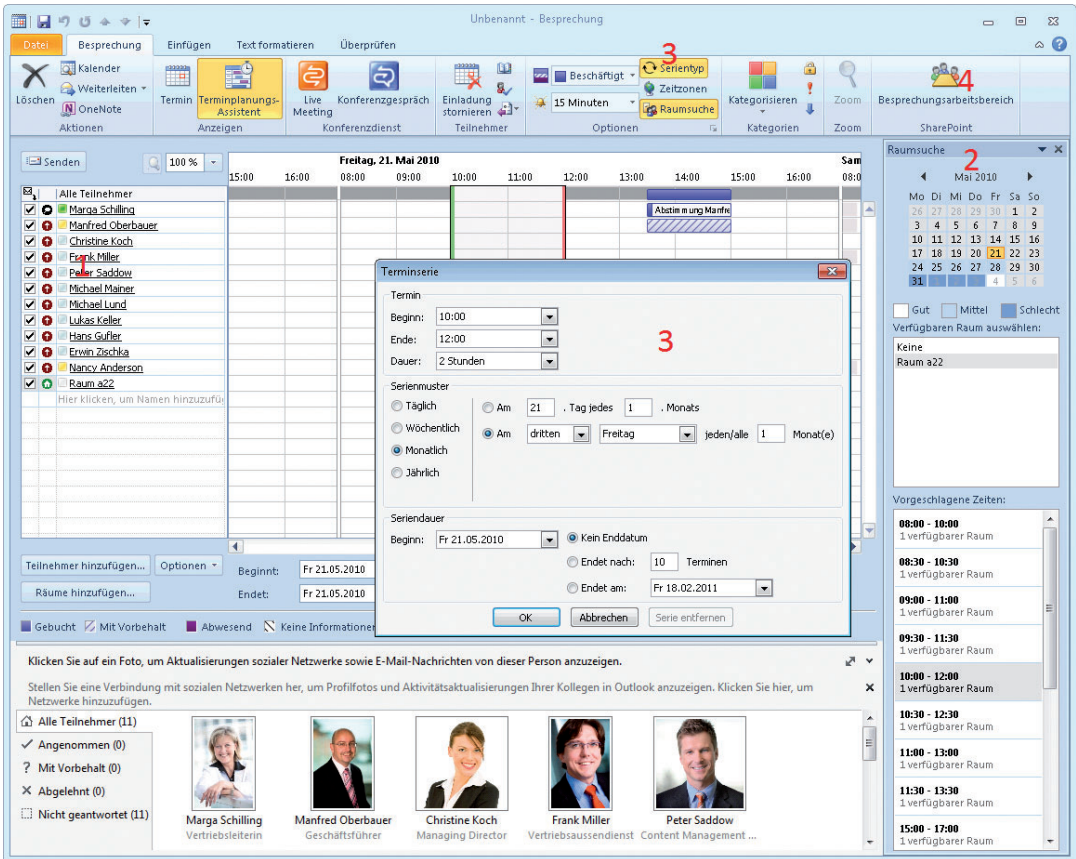 Unbenannt - Besprechung
Datei Besprechung Einfügen Text formatieren Überprüfen
Löschen
Kalender
Weiterleiten
OneNote
Aktionen
Termin
Terminplanungs-
Assistent
Anzeigen
Live
Meeting
Konferenzgespräch
Konferenzdienst
Einladung
stornieren
Teilnehmer
Beschäftigt
15 Minuten
3
Serientyp
Zeitzonen
Raumsuche
Optionen
Kategorisieren
Kategorien
Zoom
Zoom
4
Besprechungsarbeitsbereich
SharePoint
Senden
100 %
Freitag, 21. Mai 2010
Sam
15:00 16:00 08:00 09:00 10:00 11:00 12:00 13:00 14:00 15:00 16:00 08:0
Alle Teilnehmer
Marga Schilling
Manfred Oberbauer
Christine Koch
Frank Miller
1
Peter Saddow
Michael Mainer
Michael Lund
Lukas Keller
Hans Gufler
Erwin Zischka
Nancy Anderson
Raum a22
Hier klicken, um Namen hinzuzufü
Abstimmung Manfre
Teilnehmer hinzufügen... Optionen
Räume hinzufügen...
Beginnt: Fr 21.05.2010
Endet: Fr 21.05.2010
Gebucht Mit Vorbehalt Abwesend Keine Informationen
Terminserie
Termin
Beginn: 10:00
Ende: 12:00
Dauer: 2 Stunden
3
Serienmuster
Täglich
Wöchentlich
Monatlich
Jährlich
Am 21 . Tag jedes 1 . Monats
Am dritten Freitag jeden/alle 1 Monat(e)
Seriendauer
Beginn: Fr 21.05.2010
Kein Enddatum
Endet nach: 10 Terminen
Endet am: Fr 18.02.2011
OK Abbrechen Serie entfernen
Raumsuche
2
Mai 2010
Mo Di Mi Do Fr Sa So
26 27 28 29 30 1 2
3 4 5 6 7 8 9
10 11 12 13 14 15 16
17 18 19 20 21 22 23
24 25 26 27 28 29 30
31 4 5 6
Gut Mittel Schlecht
Verfügbaren Raum auswählen:
Keine
Raum a22
Vorgeschlagene Zeiten:
08:00 - 10:00
1 verfügbarer Raum
08:30 - 10:30
1 verfügbarer Raum
09:00 - 11:00
1 verfügbarer Raum
09:30 - 11:30
1 verfügbarer Raum
10:00 - 12:00
1 verfügbarer Raum
10:30 - 12:30
1 verfügbarer Raum
11:00 - 13:00
1 verfügbarer Raum
11:30 - 13:30
1 verfügbarer Raum
15:00 - 17:00
1 verfügbarer Raum
Klicken Sie auf ein Foto, um Aktualisierungen sozialer Netzwerke sowie E-Mail-Nachrichten von dieser Person anzuzeigen.
Stellen Sie eine Verbindung mit sozialen Netzwerken her, um Profilfotos und Aktivitätsaktualisierungen Ihrer Kollegen in Outlook anzuzeigen. Klicken Sie hier, um
Netzwerke hinzuzufügen.
Alle Teilnehmer (11)
Angenommen (0)
Mit Vorbehalt (0)
Abgelehnt (0)
Nicht geantwortet (11)
Marga Schilling
Vertriebsleiterin
Manfred Oberbauer
Geschäftsführer
Christine Koch
Managing Director
Frank Miller
Vertriebsaussendienst
Peter Saddow
Content Management ...